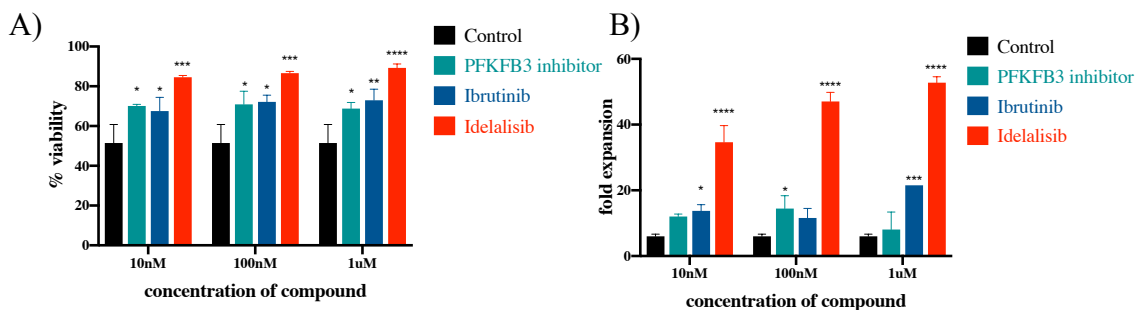 A)
Control
PFKFB3 inhibitor
Ibrutinib
Idelalisib
% viability
100
80
60
40
20
0
* * ***
* * ***
* ** ****
10nM 100nM 1uM
concentration of compound
B)
Control
PFKFB3 inhibitor
Ibrutinib
Idelalisib
fold expansion
60
40
20
0
* ****
* ****
*** ****
10nM 100nM 1uM
concentration of compound